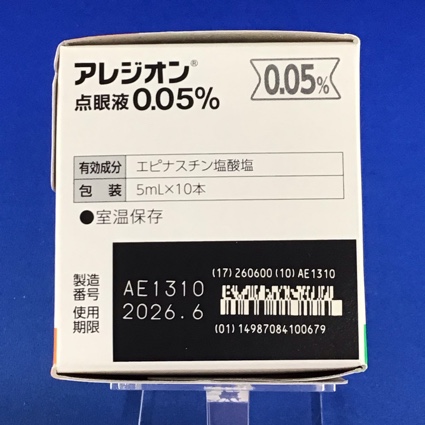 アレジオン®
点眼液0.05%
0.05%
有効成分 エピナスチン塩酸塩
包装 5mL×10本
●室温保存
(17) 260600 (10) AE1310
製造番号 AE1310
使用期限 2026.6
(01) 14987084100679